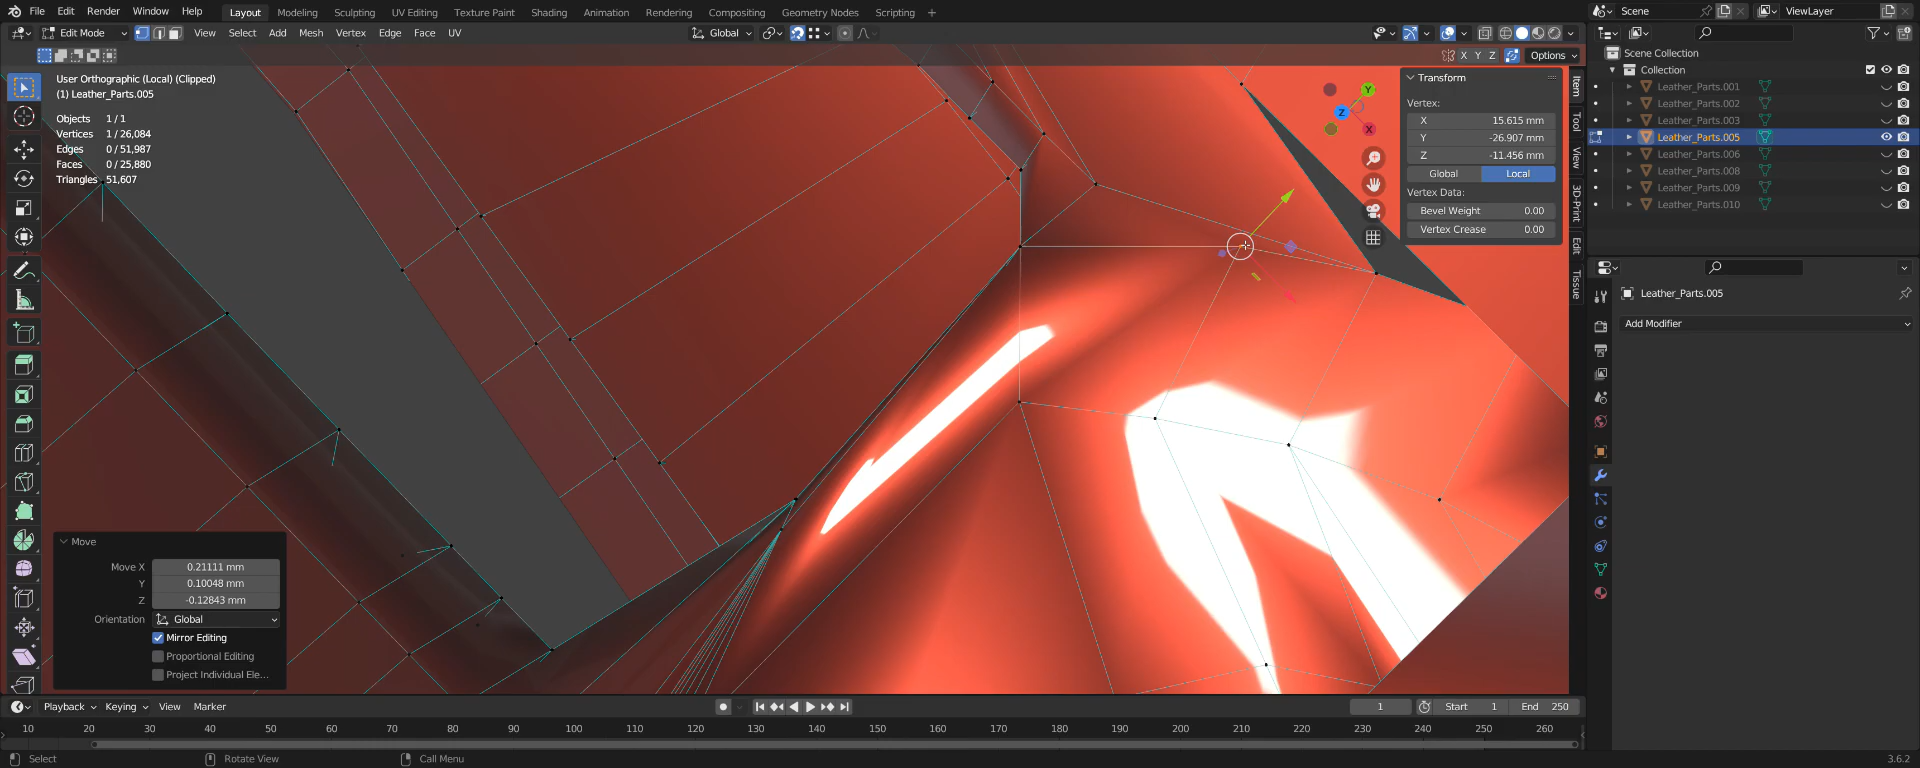 File Edit Render Window Help Layout Modeling Sculpting UV Editing Texture Paint Shading Animation Rendering Compositing Geometry Nodes Scripting + Scene ViewLayer
Edit Mode View Select Add Mesh Vertex Edge Face UV Global
X Y Z Options
User Orthographic (Local) (Clipped)
(1) Leather_Parts.005
Objects 1 / 1
Vertices 1 / 26,084
Edges 0 / 51,987
Faces 0 / 25,880
Triangles 51,607
Y
Z
X
Transform
Vertex:
X 15.615 mm
Y -26.907 mm
Z -11.456 mm
Global Local
Vertex Data:
Bevel Weight 0.00
Vertex Crease 0.00
Item
Tool
View
3D-Print
Edit
Tissue
Scene Collection
Collection
Leather_Parts.001
Leather_Parts.002
Leather_Parts.003
Leather_Parts.005
Leather_Parts.006
Leather_Parts.008
Leather_Parts.009
Leather_Parts.010
Leather_Parts.005
Add Modifier
Move
Move X 0.21111 mm
Y 0.10048 mm
Z -0.12843 mm
Orientation Global
Mirror Editing
Proportional Editing
Project Individual Ele...
Playback Keying View Marker 1 Start 1 End 250
10 20 30 40 50 60 70 80 90 100 110 120 130 140 150 160 170 180 190 200 210 220 230 240 250 260
Select Rotate View Call Menu 3.6.2